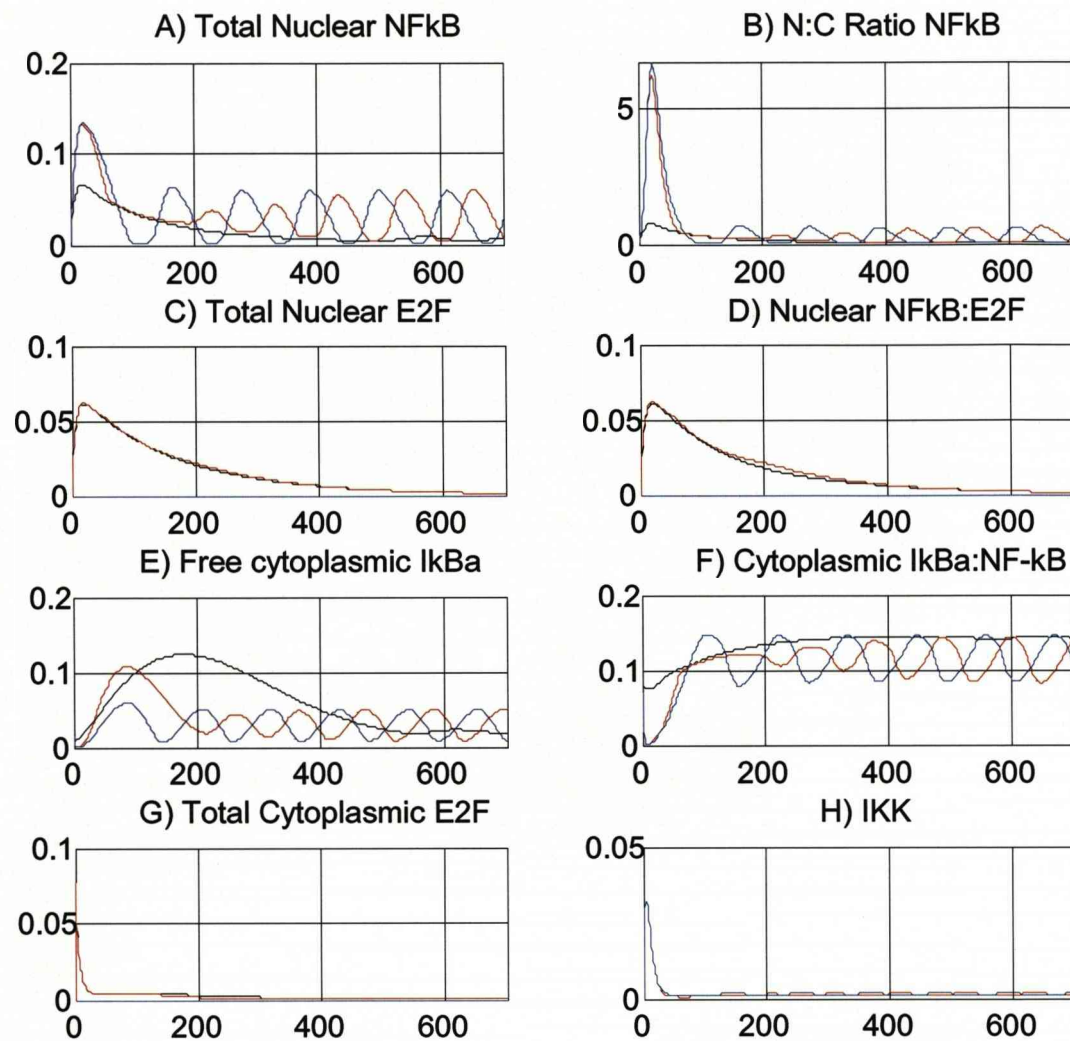 A) Total Nuclear NFkB
0.2
0.1
0
0 200 400 600
B) N:C Ratio NFkB
5
0
0 200 400 600
C) Total Nuclear E2F
0.1
0.05
0
0 200 400 600
D) Nuclear NFkB:E2F
0.1
0.05
0
0 200 400 600
E) Free cytoplasmic IkBa
0.2
0.1
0
0 200 400 600
F) Cytoplasmic IkBa:NF-kB
0.2
0.1
0
0 200 400 600
G) Total Cytoplasmic E2F
0.1
0.05
0
0 200 400 600
H) IKK
0.05
0
0 200 400 600